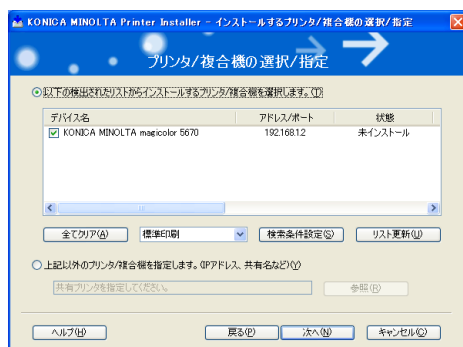 KONICA MINOLTA Printer Installer - インストールするプリンタ/複合機の選択/指定
プリンタ/複合機の選択/指定
以下の検出されたリストからインストールするプリンタ/複合機を選択します。(T)
デバイス名 アドレス/ポート 状態
KONICA MINOLTA magicolor 5670 192.168.1.2 未インストール
全てクリア(A) 標準印刷 検索条件設定(S) リスト更新(U)
上記以外のプリンタ/複合機を指定します。(IPアドレス、共有名など)(Y)
共有プリンタを指定してください。 参照(R)
ヘルプ(H) 戻る(P) 次へ(N) キャンセル(C)